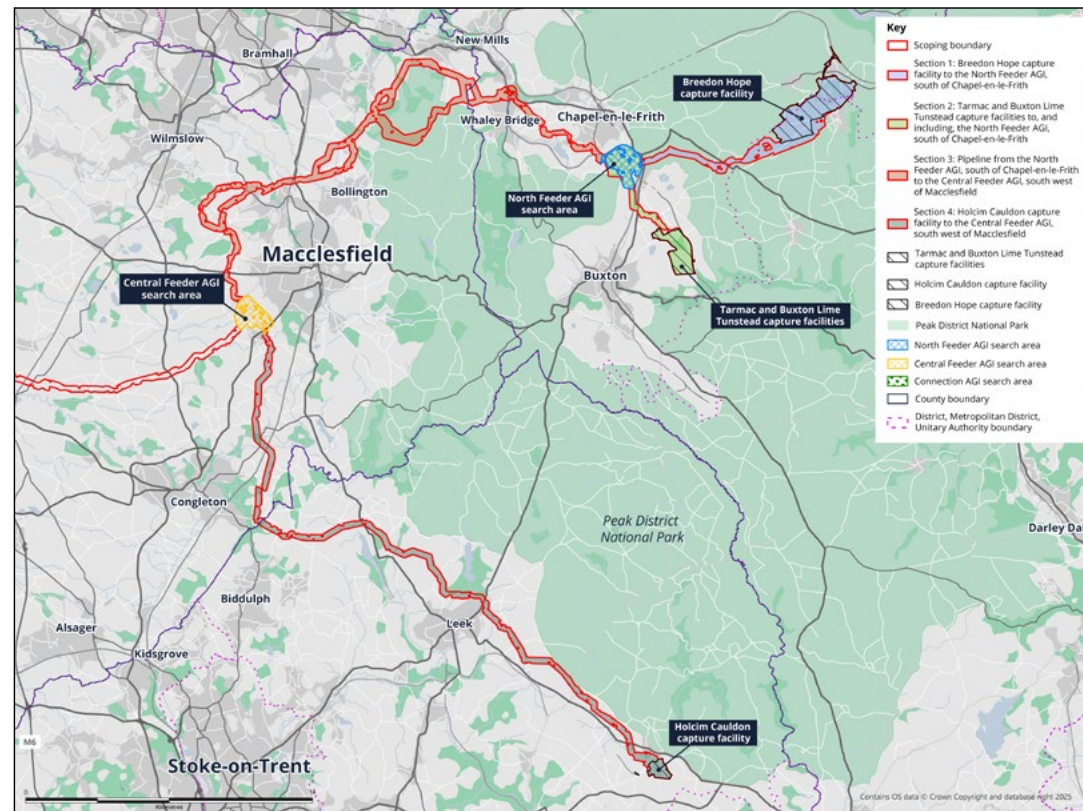 New Mills
Bramhall
Breedon Hope
capture facility
Whaley Bridge
Chapel-en-le-Frith
Wilmslow
Bollington
North Feeder AGI
search area
Macclesfield
Buxton
Central Feeder AGI
search area
Tarmac and Buxton Lime
Tunstead capture facilities
Congleton
Peak District
National Park
Darley Da
Biddulph
Alsager
Leek
Kidsgrove
Holcim Cauldon
capture facility
M6
Stoke-on-Trent
0
Kilometres
Contains OS data © Crown Copyright and database right 2025
Key
Scoping boundary
Section 1: Breedon Hope capture
facility to the North Feeder AGI,
south of Chapel-en-le-Frith
Section 2: Tarmac and Buxton Lime
Tunstead capture facilities to, and
including, the North Feeder AGI,
south of Chapel-en-le-Frith
Section 3: Pipeline from the North
Feeder AGI, south of Chapel-en-le-Frith
to the Central Feeder AGI, south west
of Macclesfield
Section 4: Holcim Cauldon capture
facility to the Central Feeder AGI,
south west of Macclesfield
Tarmac and Buxton Lime Tunstead
capture facilities
Holcim Cauldon capture facility
Breedon Hope capture facility
Peak District National Park
North Feeder AGI search area
Central Feeder AGI search area
Connection AGI search area
County boundary
District, Metropolitan District,
Unitary Authority boundary